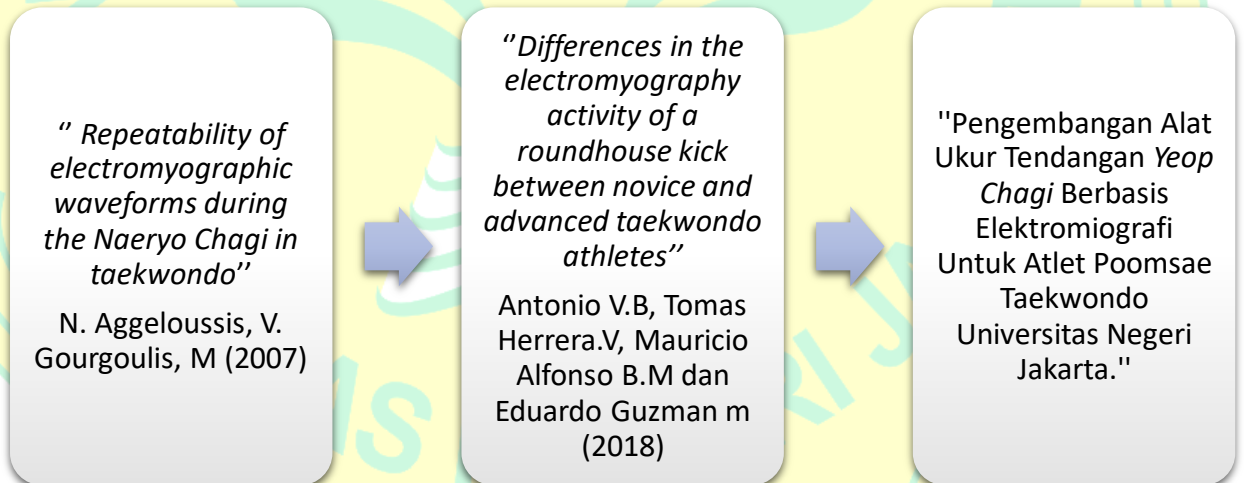 ‘’ Repeatability of
electromyographic
waveforms during
the Naeryo Chagi in
taekwondo’’
N. Aggeloussis, V.
Gourgoulis, M (2007)
‘’Differences in the
electromyography
activity of a
roundhouse kick
between novice and
advanced taekwondo
athletes’’
Antonio V.B, Tomas
Herrera.V, Mauricio
Alfonso B.M dan
Eduardo Guzman m
(2018)
''Pengembangan Alat
Ukur Tendangan Yeop
Chagi Berbasis
Elektromiografi
Untuk Atlet Poomsae
Taekwondo
Universitas Negeri
Jakarta.''